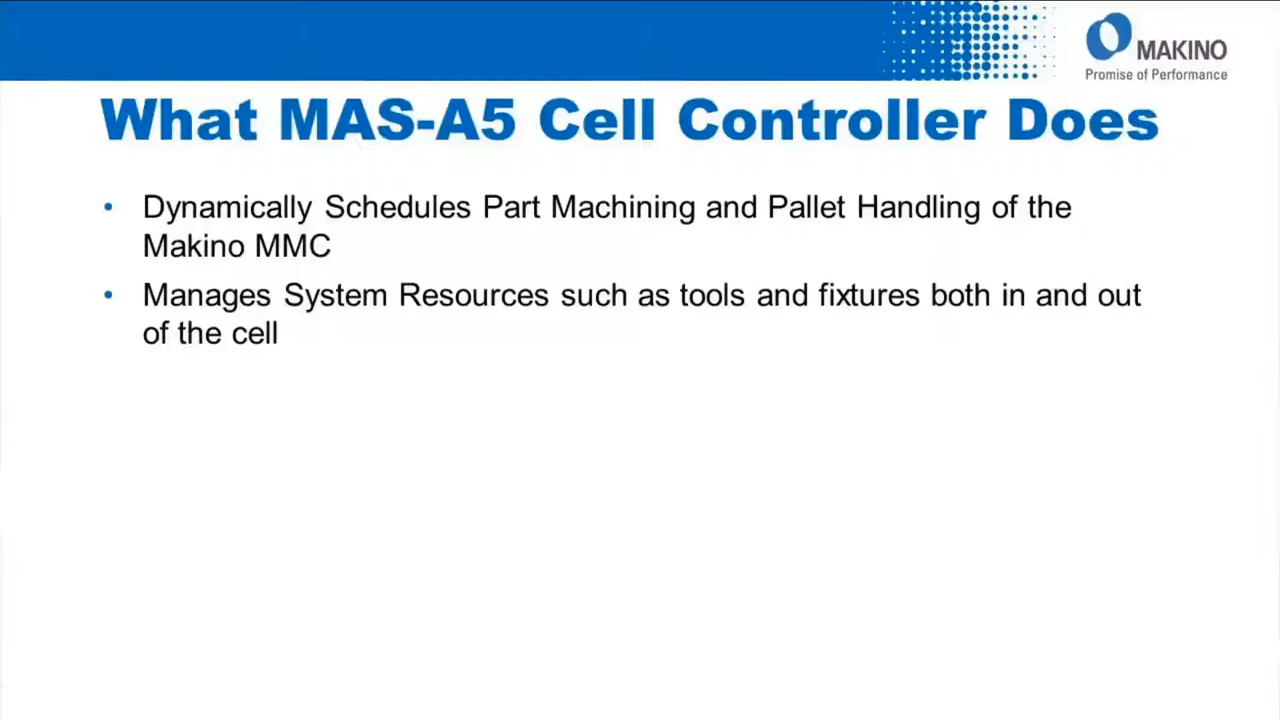 MAKINO
Promise of Performance
What MAS-A5 Cell Controller Does
• Dynamically Schedules Part Machining and Pallet Handling of the
Makino MMC
• Manages System Resources such as tools and fixtures both in and out
of the cell